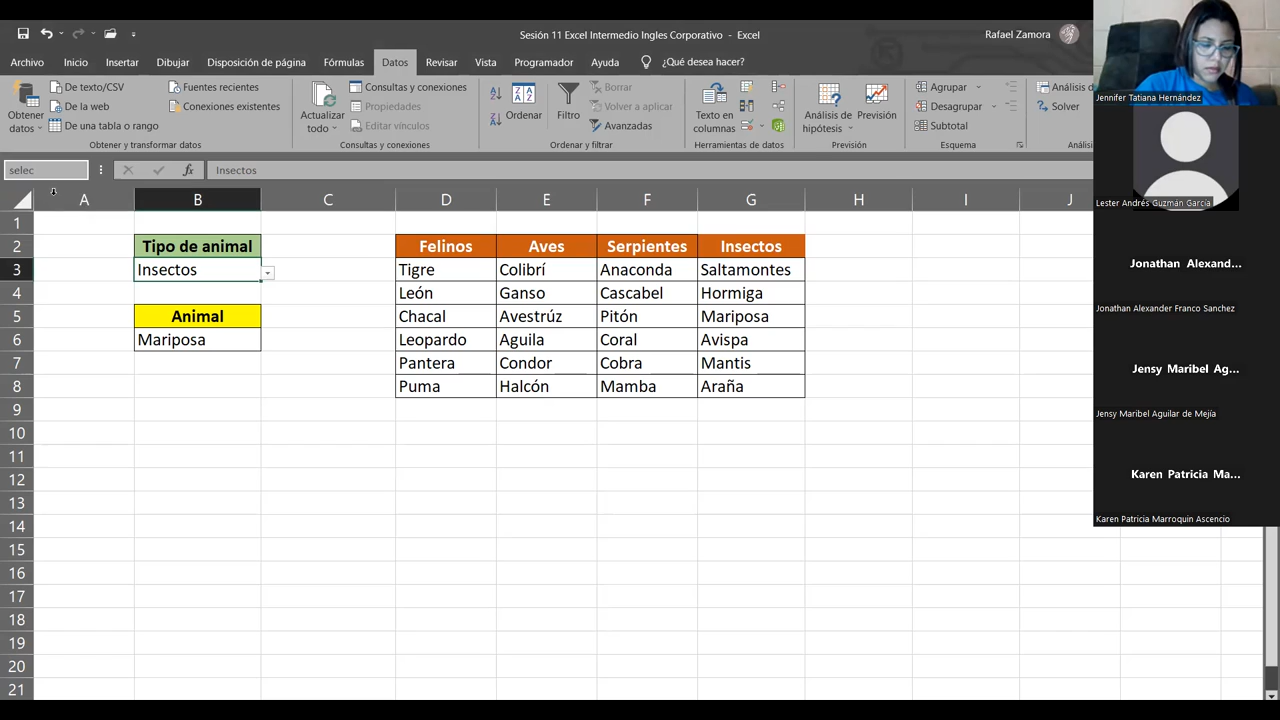 Sesión 11 Excel Intermedio Ingles Corporativo - Excel
Rafael Zamora
Archivo Inicio Insertar Dibujar Disposición de página Fórmulas Datos Revisar Vista Programador Ayuda ¿Qué desea hacer?
Obtener datos
De texto/CSV
De la web
De una tabla o rango
Fuentes recientes
Conexiones existentes
Obtener y transformar datos
Actualizar todo
Consultas y conexiones
Propiedades
Editar vínculos
Consultas y conexiones
Ordenar
Filtro
Borrar
Volver a aplicar
Avanzadas
Ordenar y filtrar
Texto en columnas
Herramientas de datos
Análisis de hipótesis
Previsión
Previsión
Agrupar
Desagrupar
Subtotal
Esquema
Análisis d
Solver
Anális
selec
fx
Insectos
A B C D E F G H I J
1
2 Tipo de animal Felinos Aves Serpientes Insectos
3 Insectos Tigre Colibrí Anaconda Saltamontes
4 León Ganso Cascabel Hormiga
5 Animal Chacal Avestrúz Pitón Mariposa
6 Mariposa Leopardo Aguila Coral Avispa
7 Pantera Condor Cobra Mantis
8 Puma Halcón Mamba Araña
9
10
11
12
13
14
15
16
17
18
19
20
21
Jennifer Tatiana Hernández
Lester Andrés Guzmán García
Jonathan Alexand...
Jonathan Alexander Franco Sanchez
Jensy Maribel Ag...
Jensy Maribel Aguilar de Mejía
Karen Patricia Ma...
Karen Patricia Marroquin Ascencio